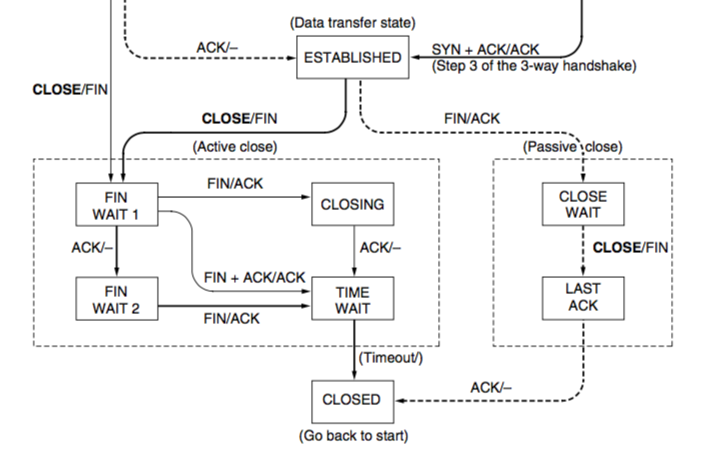 (Data transfer state)
ACK/–
ESTABLISHED
SYN + ACK/ACK
(Step 3 of the 3-way handshake)
CLOSE/FIN
CLOSE/FIN
FIN/ACK
(Active close)
(Passive close)
FIN
WAIT 1
FIN/ACK
CLOSING
CLOSE
WAIT
ACK/–
ACK/–
CLOSE/FIN
FIN + ACK/ACK
FIN
WAIT 2
FIN/ACK
TIME
WAIT
LAST
ACK
(Timeout/)
CLOSED
ACK/–
(Go back to start)